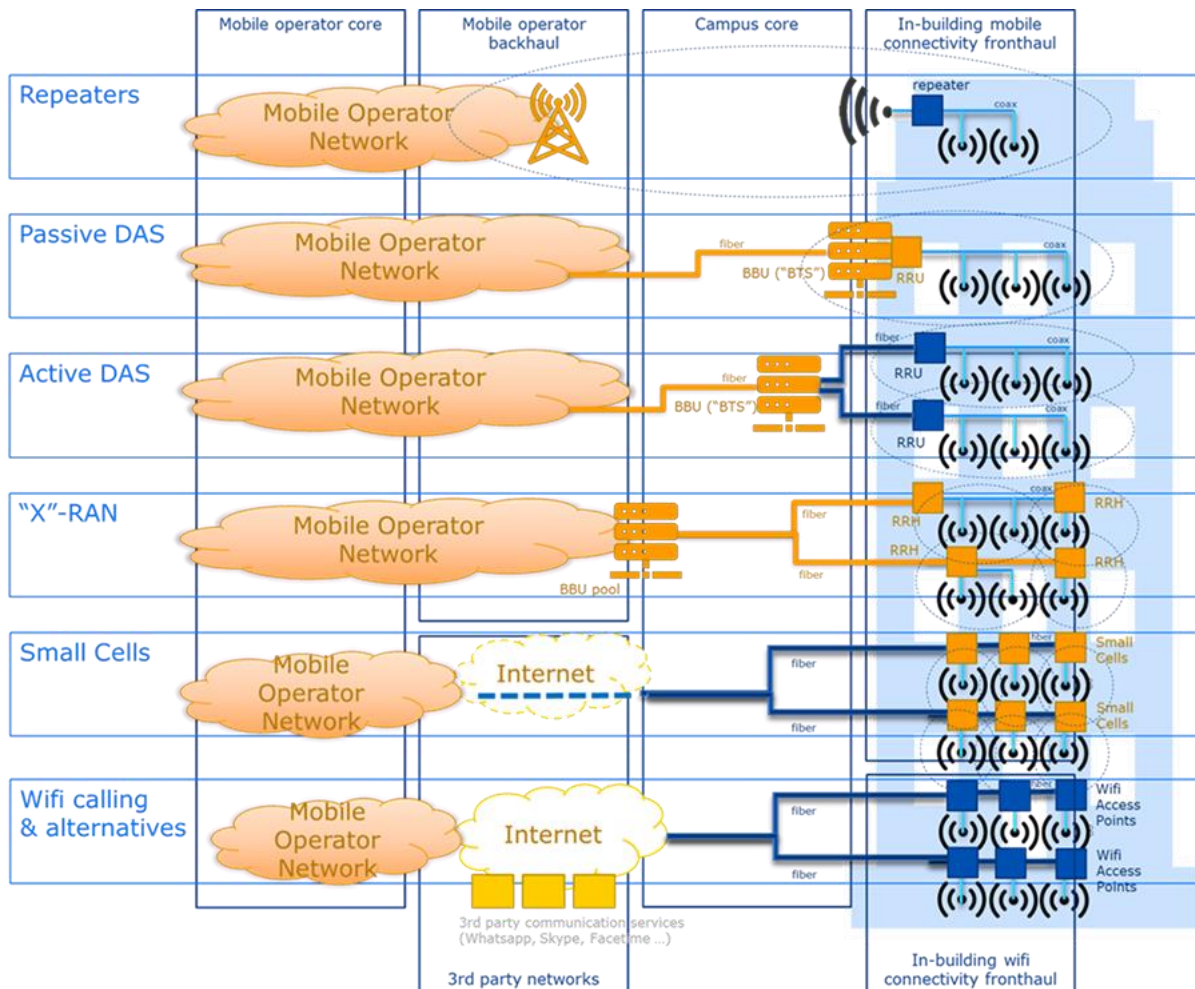 Mobile operator core
Mobile operator
backhaul
Campus core
In-building mobile
connectivity fronthaul
Repeaters
Mobile Operator
Network
repeater
coax
Passive DAS
Mobile Operator
Network
fiber
BBU (“BTS”)
RRU
coax
Active DAS
Mobile Operator
Network
fiber
BBU (“BTS”)
fiber
RRU
coax
fiber
RRU
coax
“X”-RAN
Mobile Operator
Network
BBU pool
fiber
fiber
RRH
coax
RRH
RRH
RRH
Small Cells
Mobile
Operator
Network
Internet
fiber
fiber
fiber
Small
Cells
Small
Cells
Wifi calling
& alternatives
Mobile
Operator
Network
Internet
fiber
fiber
fiber
Wifi
Access
Points
Wifi
Access
Points
3rd party communication services
(Whatsapp, Skype, Facetime ...)
3rd party networks
In-building wifi
connectivity fronthaul